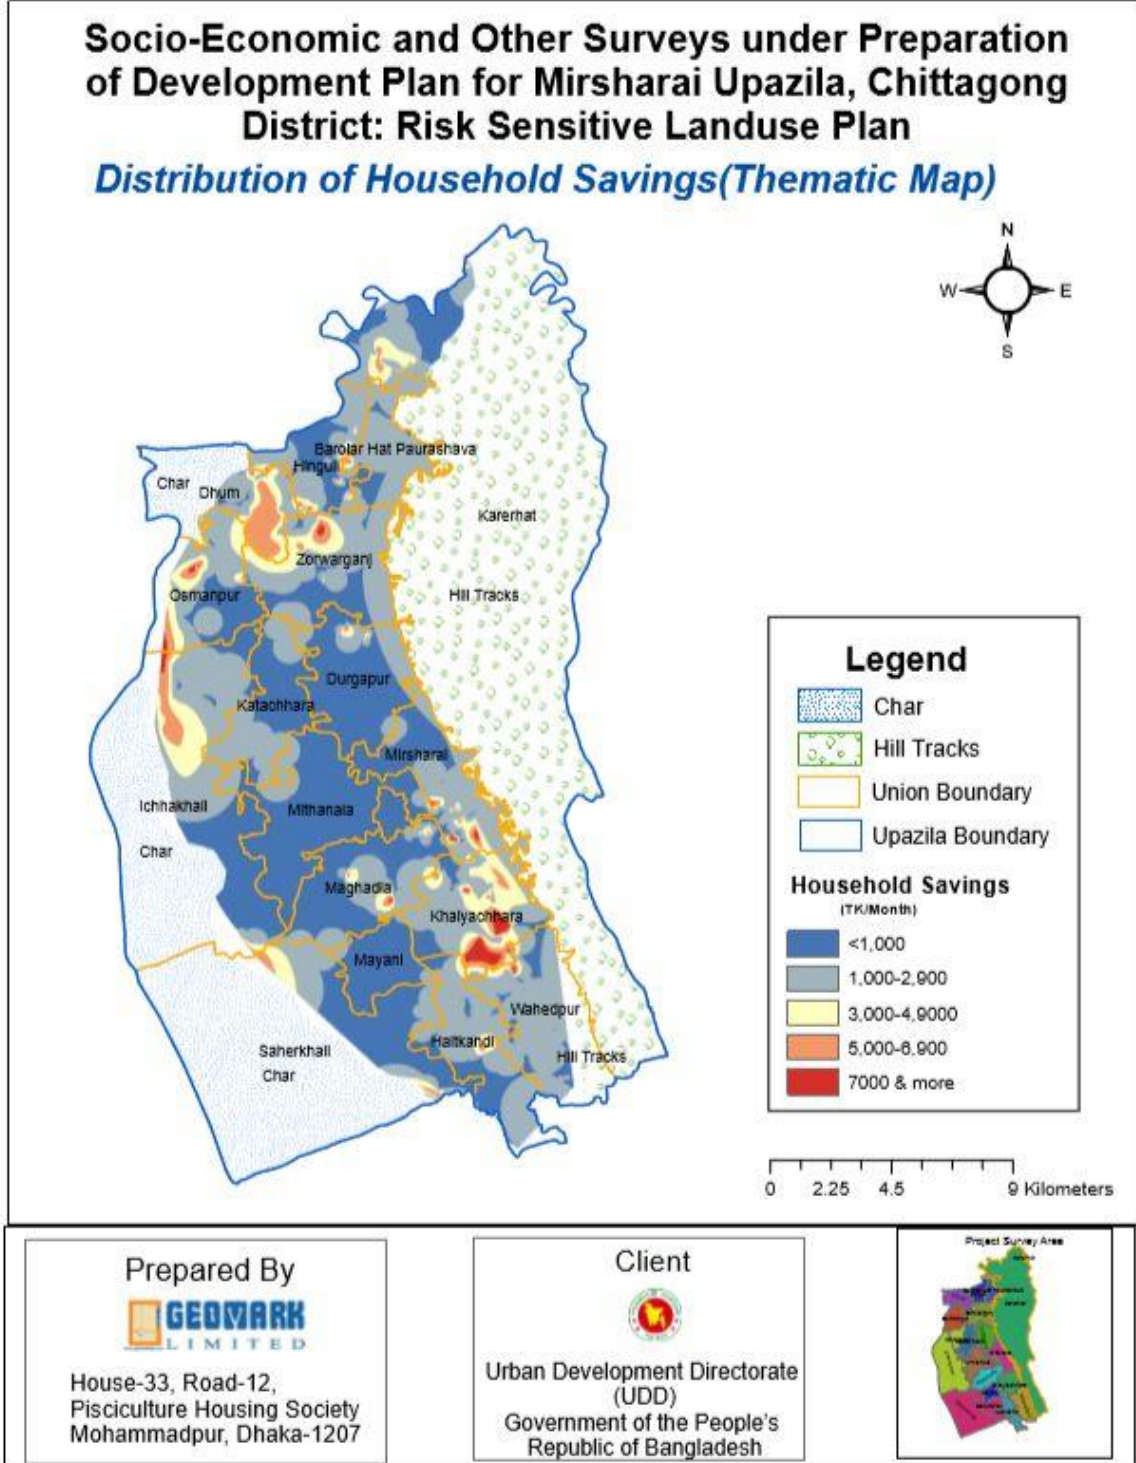 Socio-Economic and Other Surveys under Preparation
of Development Plan for Mirsharai Upazila, Chittagong
District: Risk Sensitive Landuse Plan
Distribution of Household Savings(Thematic Map)
N
W
E
S
Barolar Hat Paurashava
Hinguli
Char
Dhum
Karerhat
Zorwarganj
Osmanpur
Hill Tracks
Durgapur
Katachhara
Mirsharai
Ichhakhali
Mithanala
Char
Maghadia
Khaiyachhara
Mayani
Wahedpur
Haitkandi
Saherkhali
Char
Hill Tracks
Legend
Char
Hill Tracks
Union Boundary
Upazila Boundary
Household Savings
(TK/Month)
<1,000
1,000-2,900
3,000-4,9000
5,000-6,900
7000 & more
0 2.25 4.5 9 Kilometers
Prepared By
GEOMARK
LIMITED
House-33, Road-12,
Pisciculture Housing Society
Mohammadpur, Dhaka-1207
Client
Urban Development Directorate
(UDD)
Government of the People's
Republic of Bangladesh
Project Survey Area